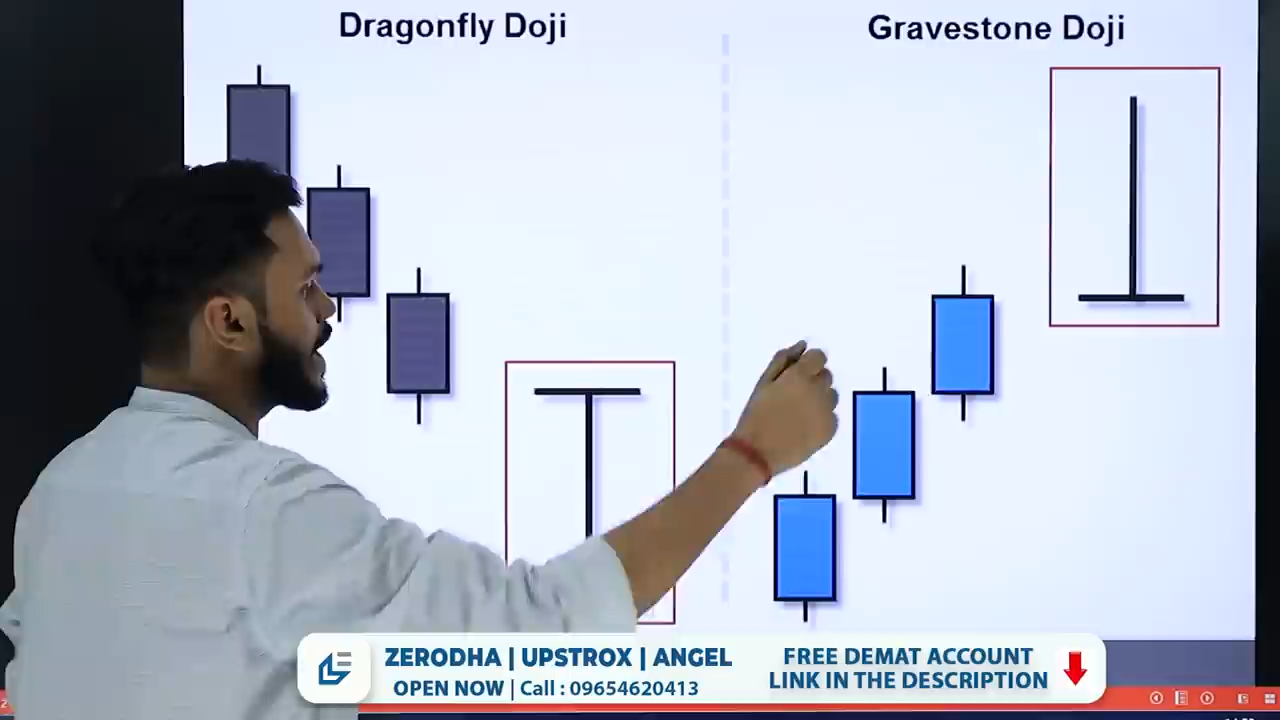 Dragonfly Doji
Gravestone Doji
ZERODHA | UPSTROX | ANGEL
OPEN NOW | Call : 09654620413
FREE DEMAT ACCOUNT
LINK IN THE DESCRIPTION